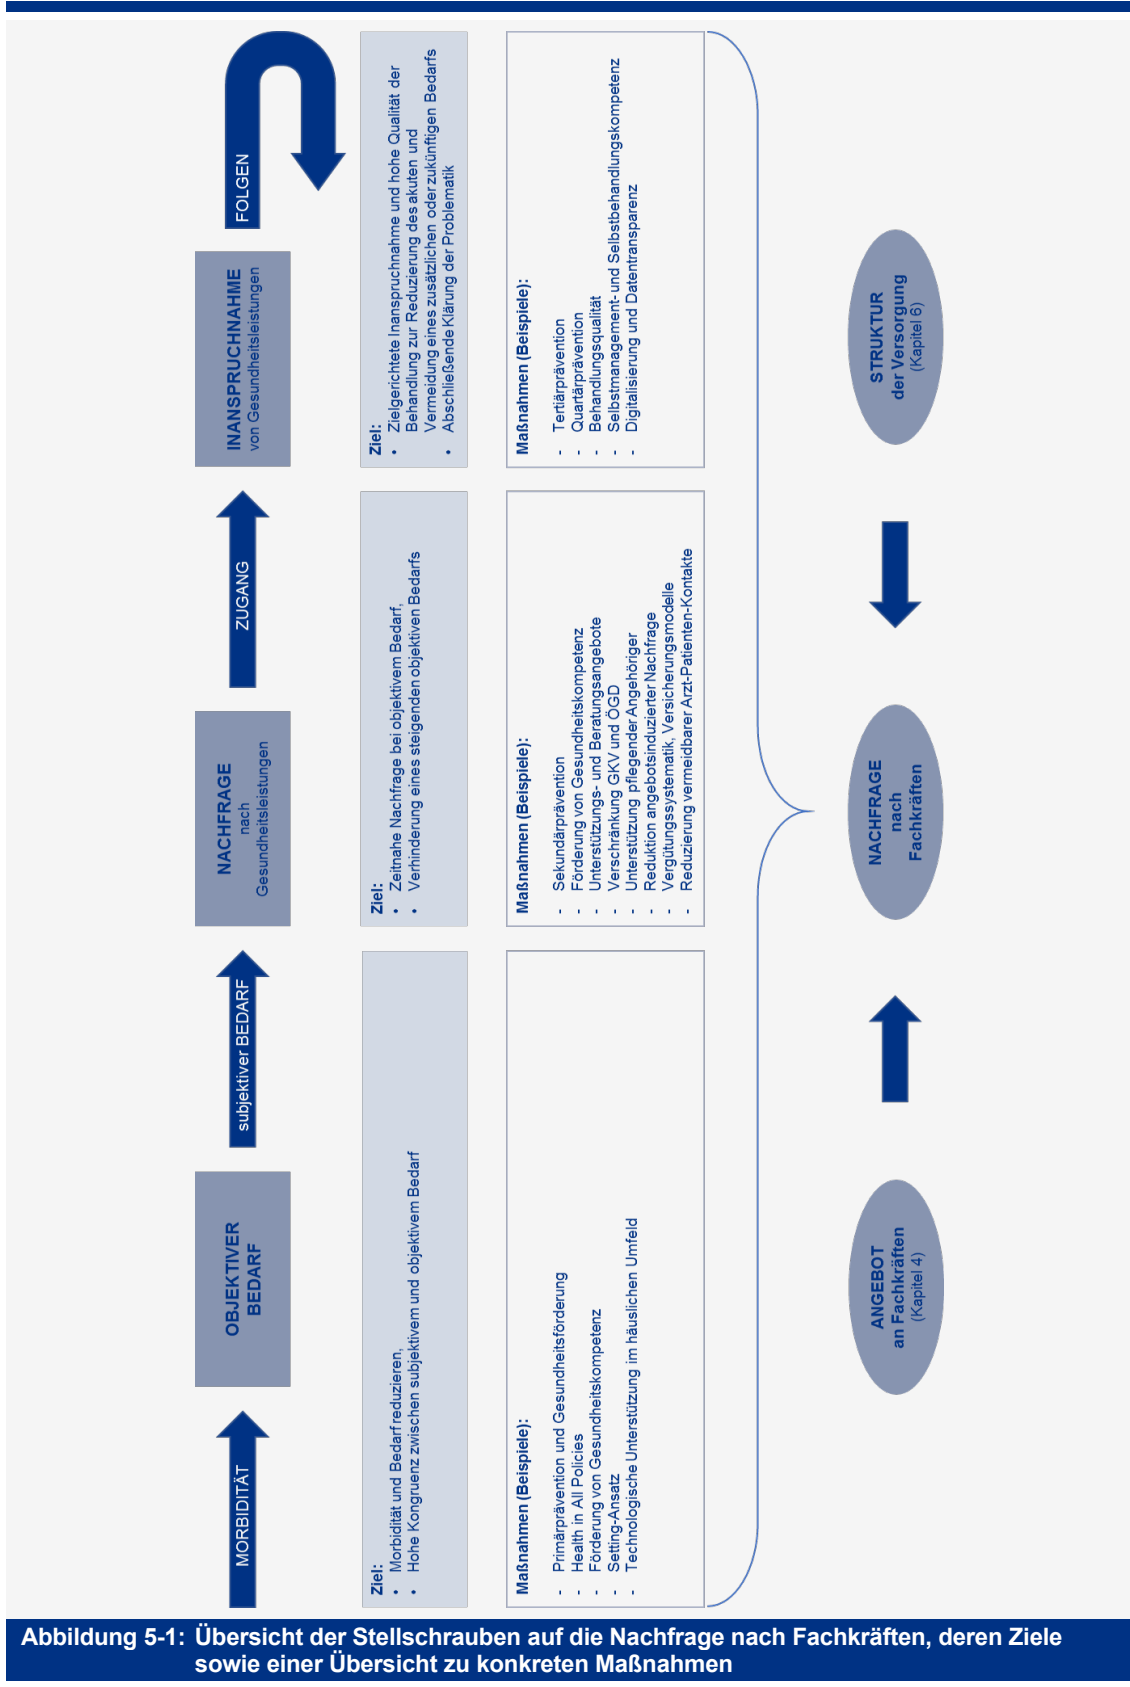 MORBIDITÄT
OBJEKTIVER
BEDARF
subjektiver BEDARF
NACHFRAGE
nach
Gesundheitsleistungen
ZUGANG
INANSPRUCHNAHME
von Gesundheitsleistungen
FOLGEN
Ziel:
• Morbidität und Bedarf reduzieren,
• Hohe Kongruenz zwischen subjektivem und objektivem Bedarf
Ziel:
• Zeitnahe Nachfrage bei objektivem Bedarf,
• Verhinderung eines steigenden objektiven Bedarfs
Ziel:
• Zielgerichtete Inanspruchnahme und hohe Qualität der
Behandlung zur Reduzierung des akuten und
Vermeidung eines zusätzlichen oder zukünftigen Bedarfs
• Abschließende Klärung der Problematik
Maßnahmen (Beispiele):
- Primärprävention und Gesundheitsförderung
- Health in All Policies
- Förderung von Gesundheitskompetenz
- Setting-Ansatz
- Technologische Unterstützung im häuslichen Umfeld
Maßnahmen (Beispiele):
- Sekundärprävention
- Förderung von Gesundheitskompetenz
- Unterstützungs- und Beratungsangebote
- Verschränkung GKV und ÖGD
- Unterstützung pflegender Angehöriger
- Reduktion angebotsinduzierter Nachfrage
- Vergütungssystematik, Versicherungsmodelle
- Reduzierung vermeidbarer Arzt-Patienten-Kontakte
Maßnahmen (Beispiele):
- Tertiärprävention
- Quartärprävention
- Behandlungsqualität
- Selbstmanagement- und Selbstbehandlungskompetenz
- Digitalisierung und Datentransparenz
ANGEBOT
an Fachkräften
(Kapitel 4)
NACHFRAGE
nach
Fachkräften
STRUKTUR
der Versorgung
(Kapitel 6)
Abbildung 5-1: Übersicht der Stellschrauben auf die Nachfrage nach Fachkräften, deren Ziele
sowie einer Übersicht zu konkreten Maßnahmen